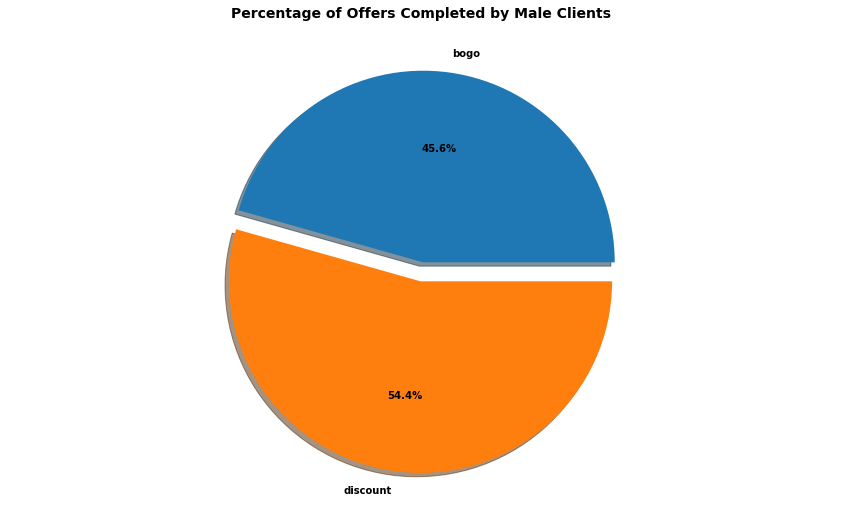 Percentage of Offers Completed by Male Clients
bogo
45.6%
54.4%
discount